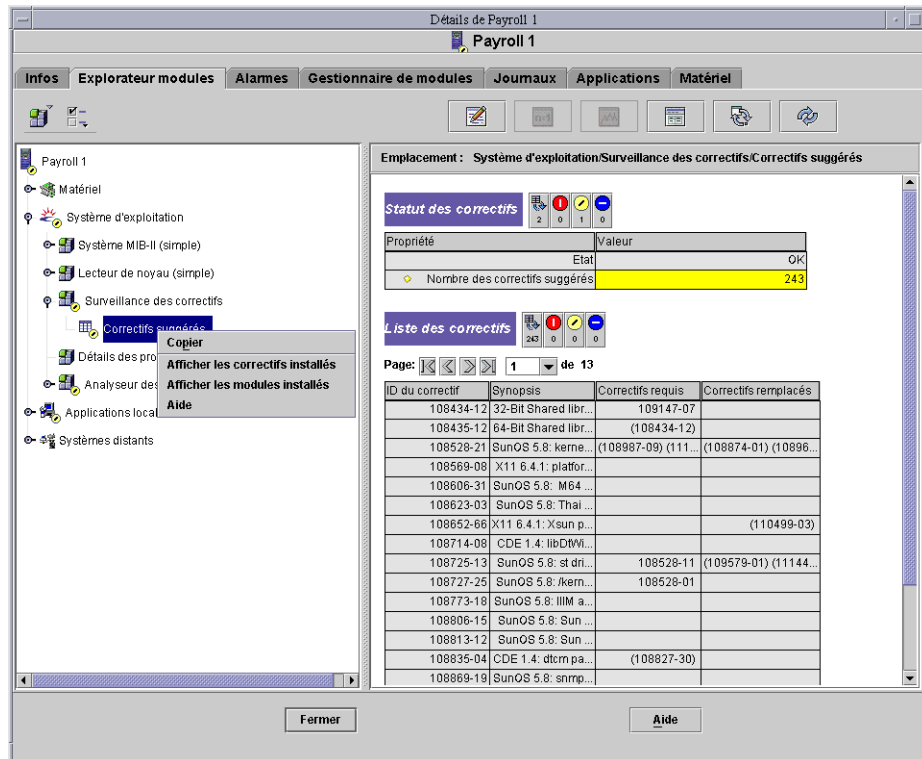 Détails de Payroll 1
Payroll 1
Infos Explorateur modules Alarmes Gestionnaire de modules Journaux Applications Matériel
Payroll 1
Matériel
Système d'exploitation
Système MIB-II (simple)
Lecteur de noyau (simple)
Surveillance des correctifs
Correctifs suggérés
Détails des pro
Analyseur des
Applications local
Systèmes distants
Copier
Afficher les correctifs installés
Afficher les modules installés
Aide
Emplacement : Système d'exploitation/Surveillance des correctifs/Correctifs suggérés
Statut des correctifs 2 0 1 0
Propriété Valeur
Etat OK
Nombre des correctifs suggérés 243
Liste des correctifs 243 0 0 0
Page: 1 de 13
ID du correctif Synopsis Correctifs requis Correctifs remplacés
108434-12 32-Bit Shared libr... 109147-07
108435-12 64-Bit Shared libr... (108434-12)
108528-21 SunOS 5.8: kerne... (108987-09) (111... (108874-01) (10896...
108569-08 X11 6.4.1: platfor...
108606-31 SunOS 5.8: M64 ...
108623-03 SunOS 5.8: Thai ...
108652-66 X11 6.4.1: Xsun p... (110499-03)
108714-08 CDE 1.4: libDtWi...
108725-13 SunOS 5.8: st dri... 108528-11 (109579-01) (11144...
108727-25 SunOS 5.8: /kern... 108528-01
108773-18 SunOS 5.8: IIIM a...
108806-15 SunOS 5.8: Sun ...
108813-12 SunOS 5.8: Sun ...
108835-04 CDE 1.4: dtcm pa... (108827-30)
108869-19 SunOS 5.8: snmp...
Fermer Aide